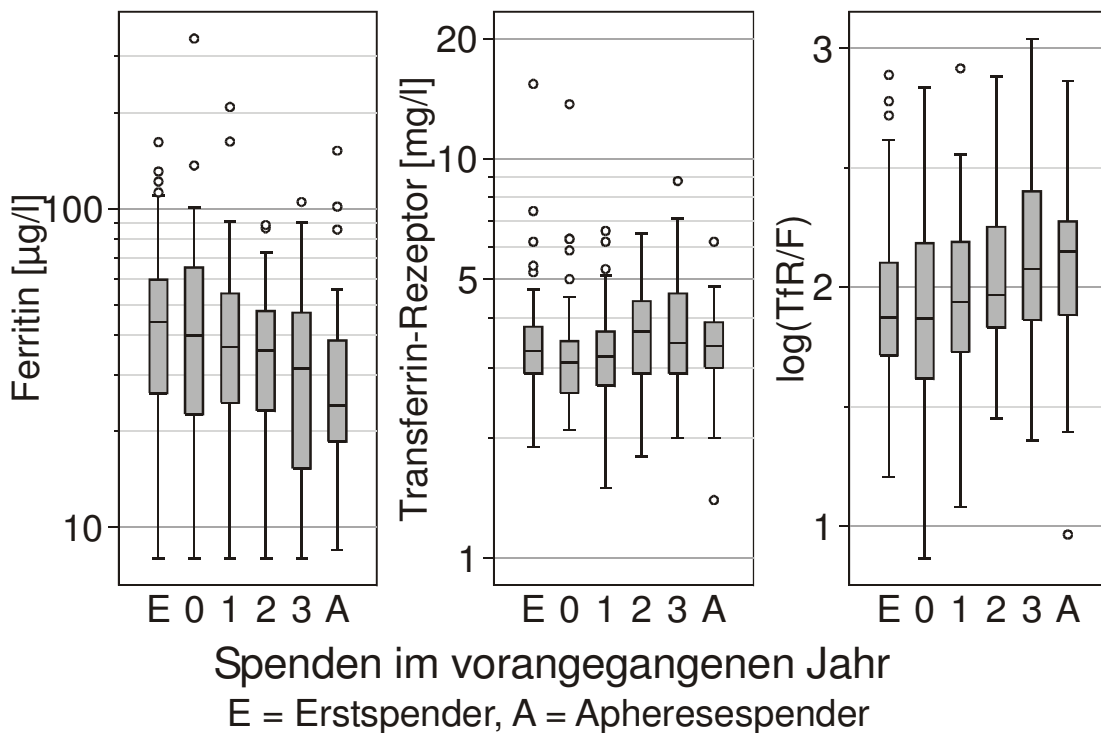 Ferritin [µg/l]
100
10
E 0 1 2 3 A
Transferrin-Rezeptor [mg/l]
20
10
5
1
E 0 1 2 3 A
log(TfR/F)
3
2
1
E 0 1 2 3 A
Spenden im vorangegangenen Jahr
E = Erstspender, A = Apheresespender